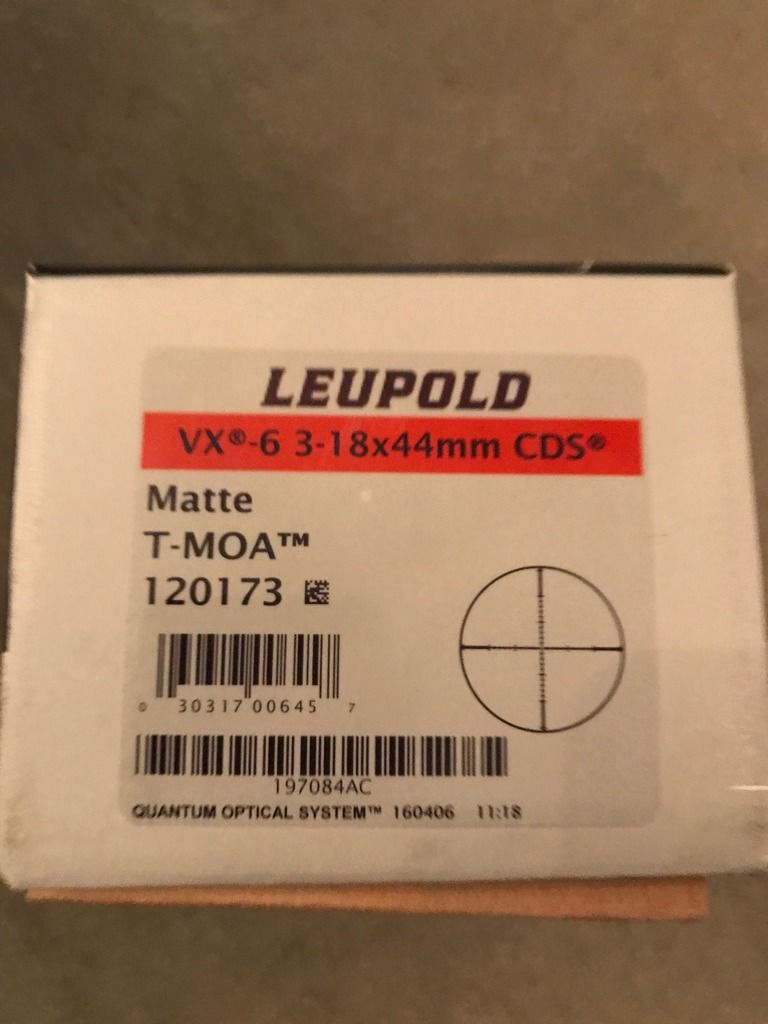 LEUPOLD
VX®-6 3-18x44mm CDS®
Matte
T-MOA™
120173
0 30317 00645 7
197084AC
QUANTUM OPTICAL SYSTEM™ 160406 11:18